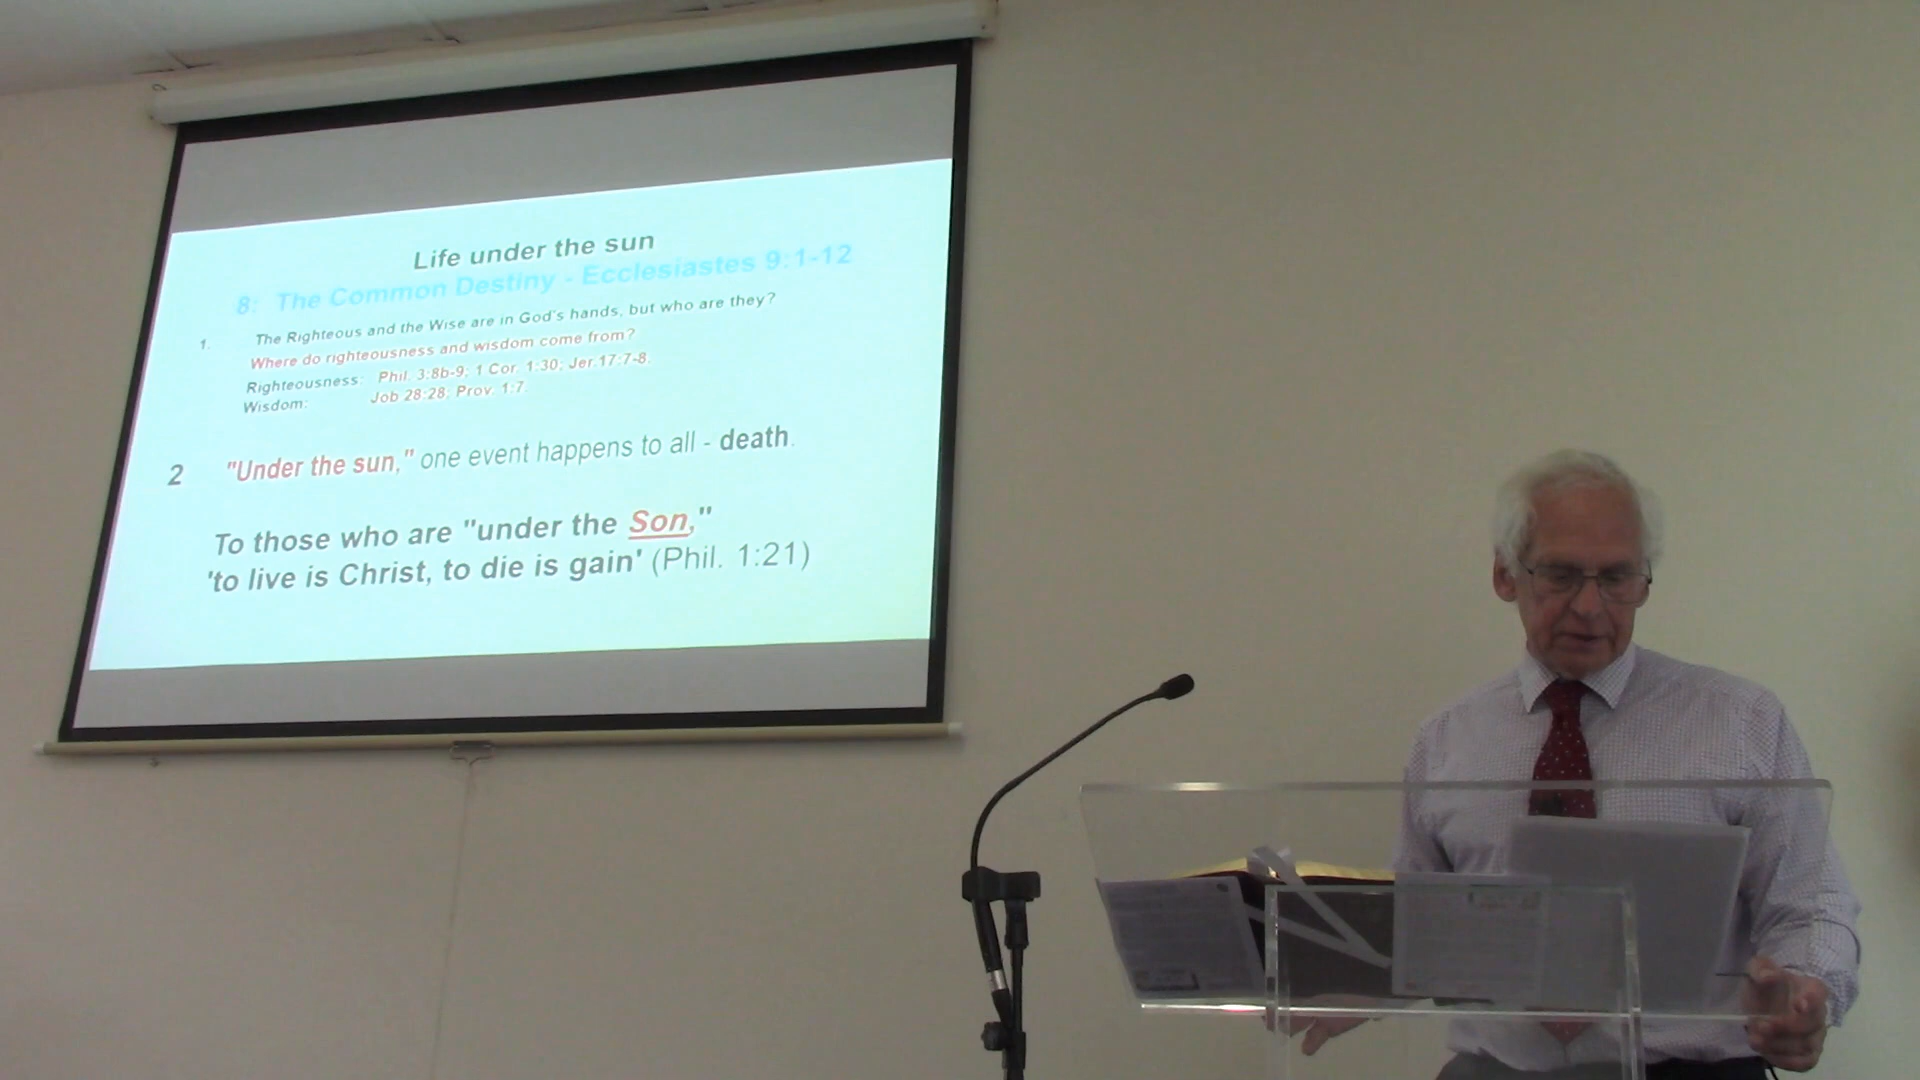 Life under the sun
8: The Common Destiny - Ecclesiastes 9:1-12
1. The Righteous and the Wise are in God's hands, but who are they?
Where do righteousness and wisdom come from?
Righteousness: Phil. 3:8b-9; 1 Cor. 1:30; Jer.17:7-8.
Wisdom: Job 28:28; Prov. 1:7.
2 "Under the sun," one event happens to all - death.
To those who are "under the Son,"
'to live is Christ, to die is gain' (Phil. 1:21)